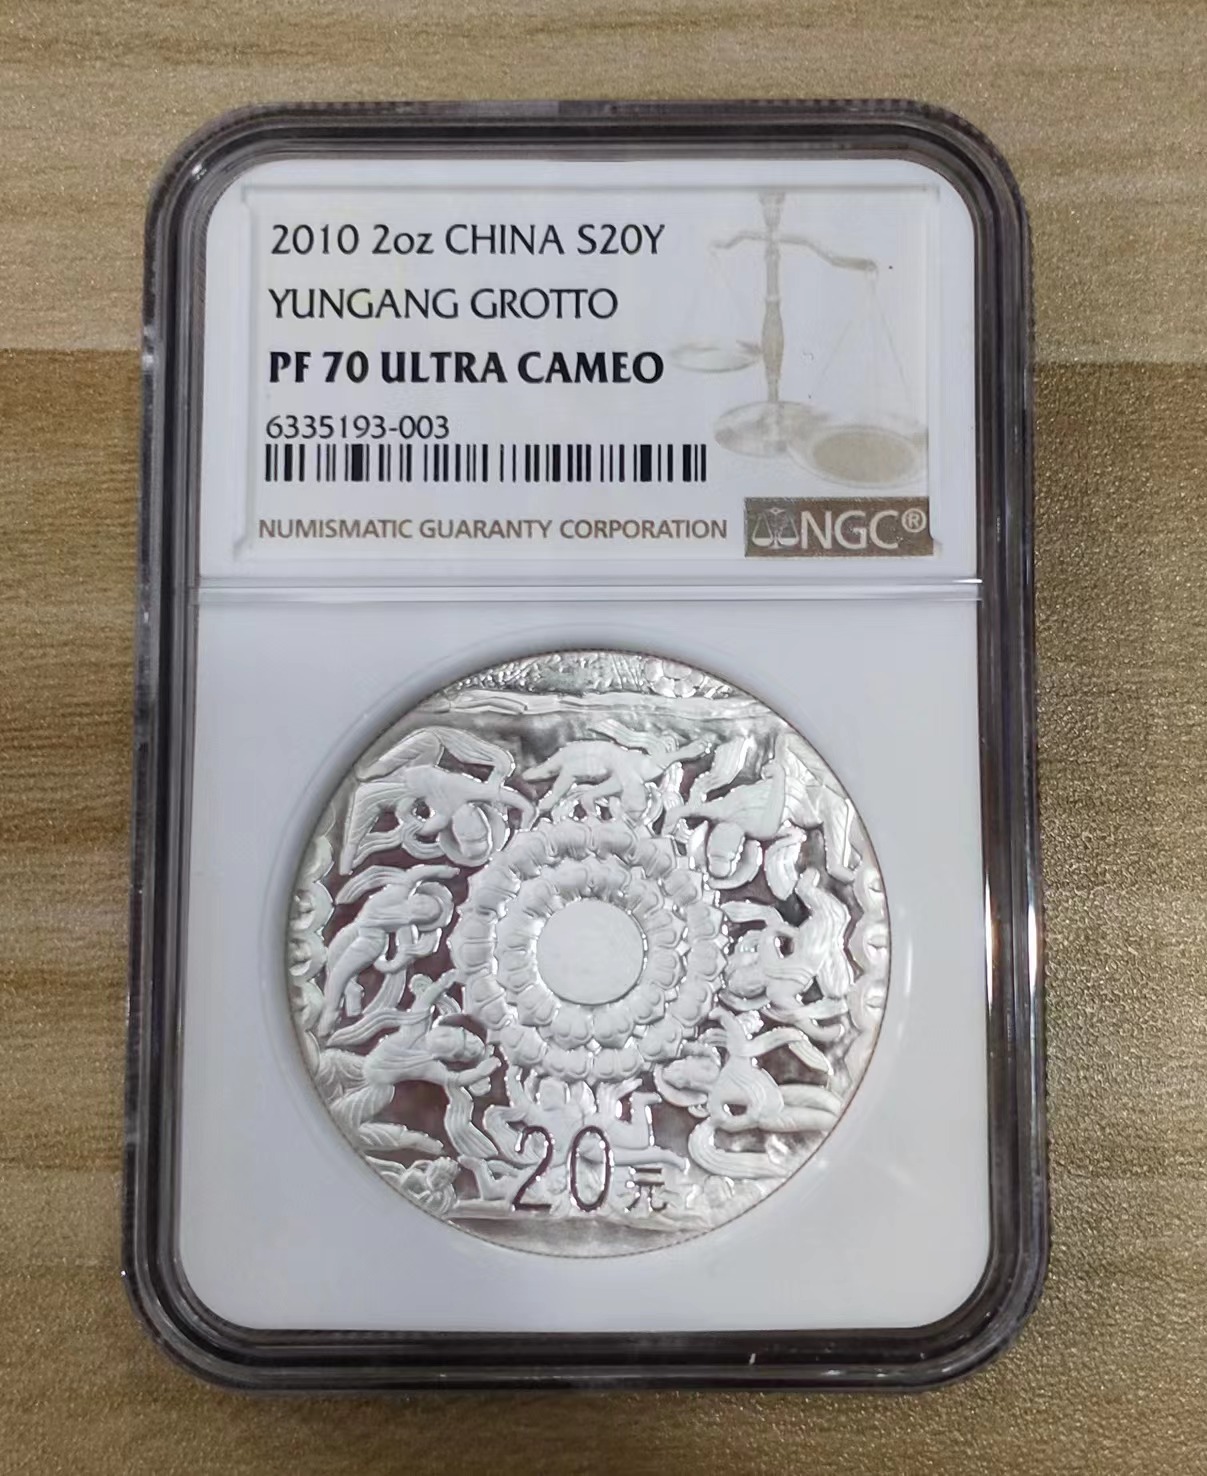 2010 2oz CHINA S20Y
YUNGANG GROTTO
PF 70 ULTRA CAMEO
6335193-003
NUMISMATIC GUARANTY CORPORATION
NGC®
20元